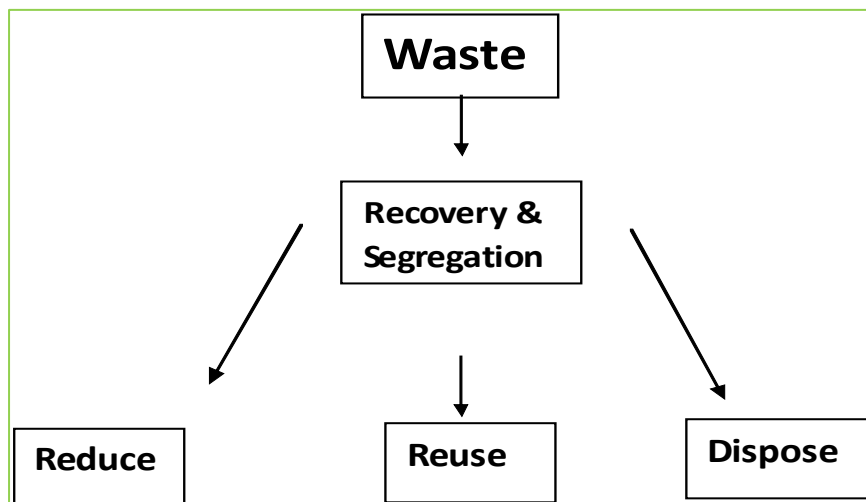 Waste
Recovery &
Segregation
Reduce
Reuse
Dispose